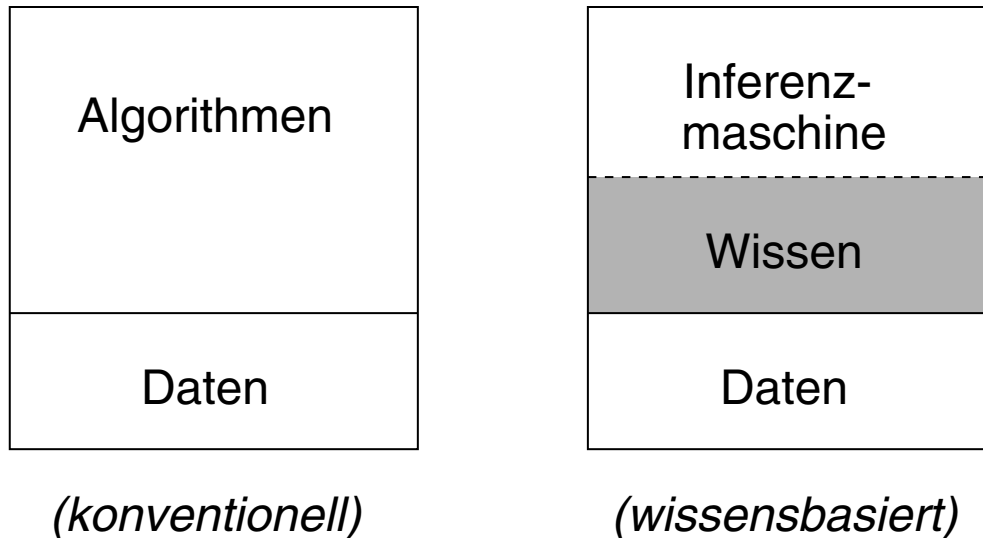 Algorithmen
Daten
(konventionell)
Inferenz-
maschine
Wissen
Daten
(wissensbasiert)